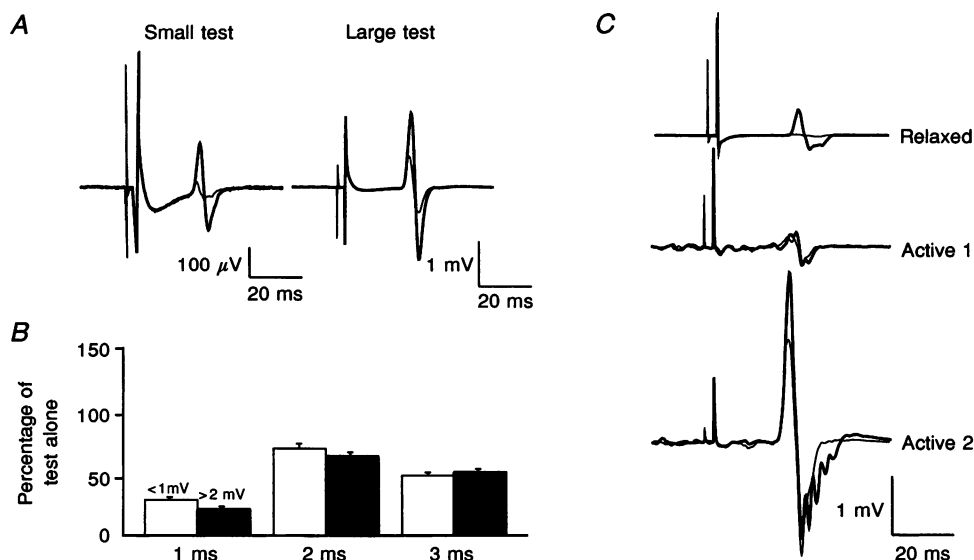 A
Small test
Large test
100 μV
20 ms
1 mV
20 ms
B
Percentage of
test alone
150
100
50
0
<1mV
>2 mV
1 ms
2 ms
3 ms
C
Relaxed
Active 1
Active 2
1 mV
20 ms